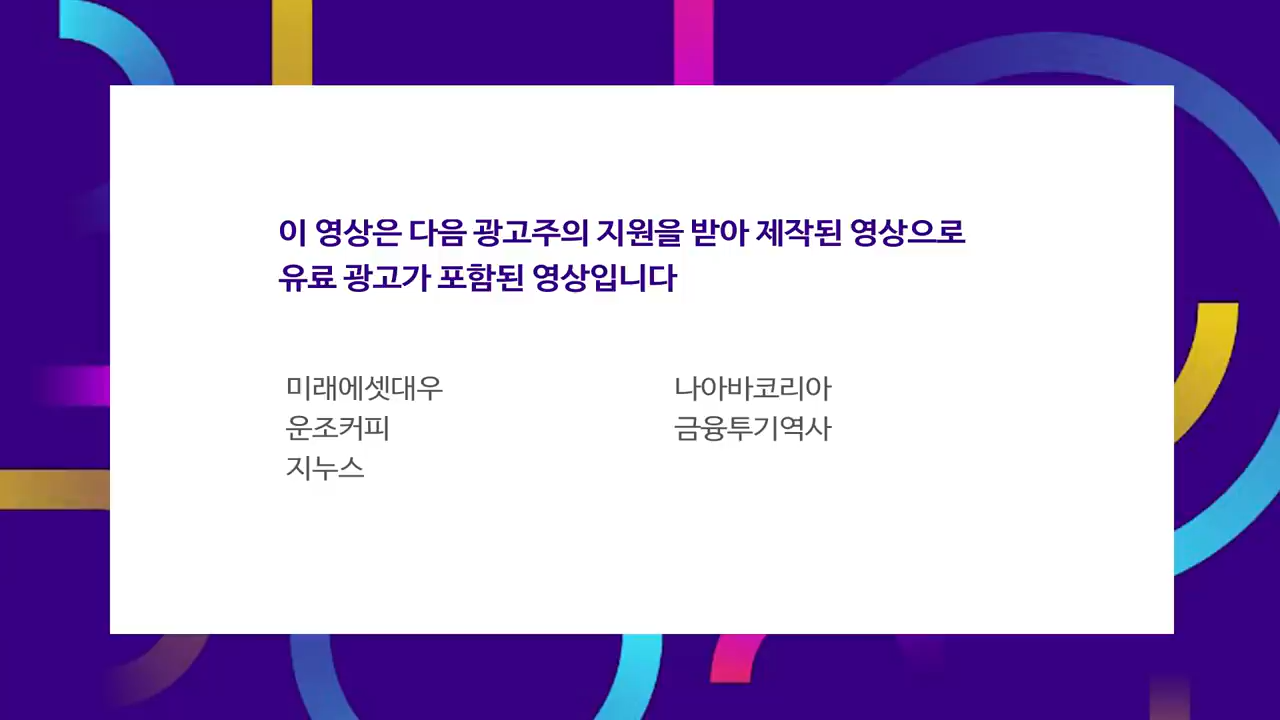 이 영상은 다음 광고주의 지원을 받아 제작된 영상으로
유료 광고가 포함된 영상입니다
미래에셋대우
운조커피
지누스
나아바코리아
금융투기역사